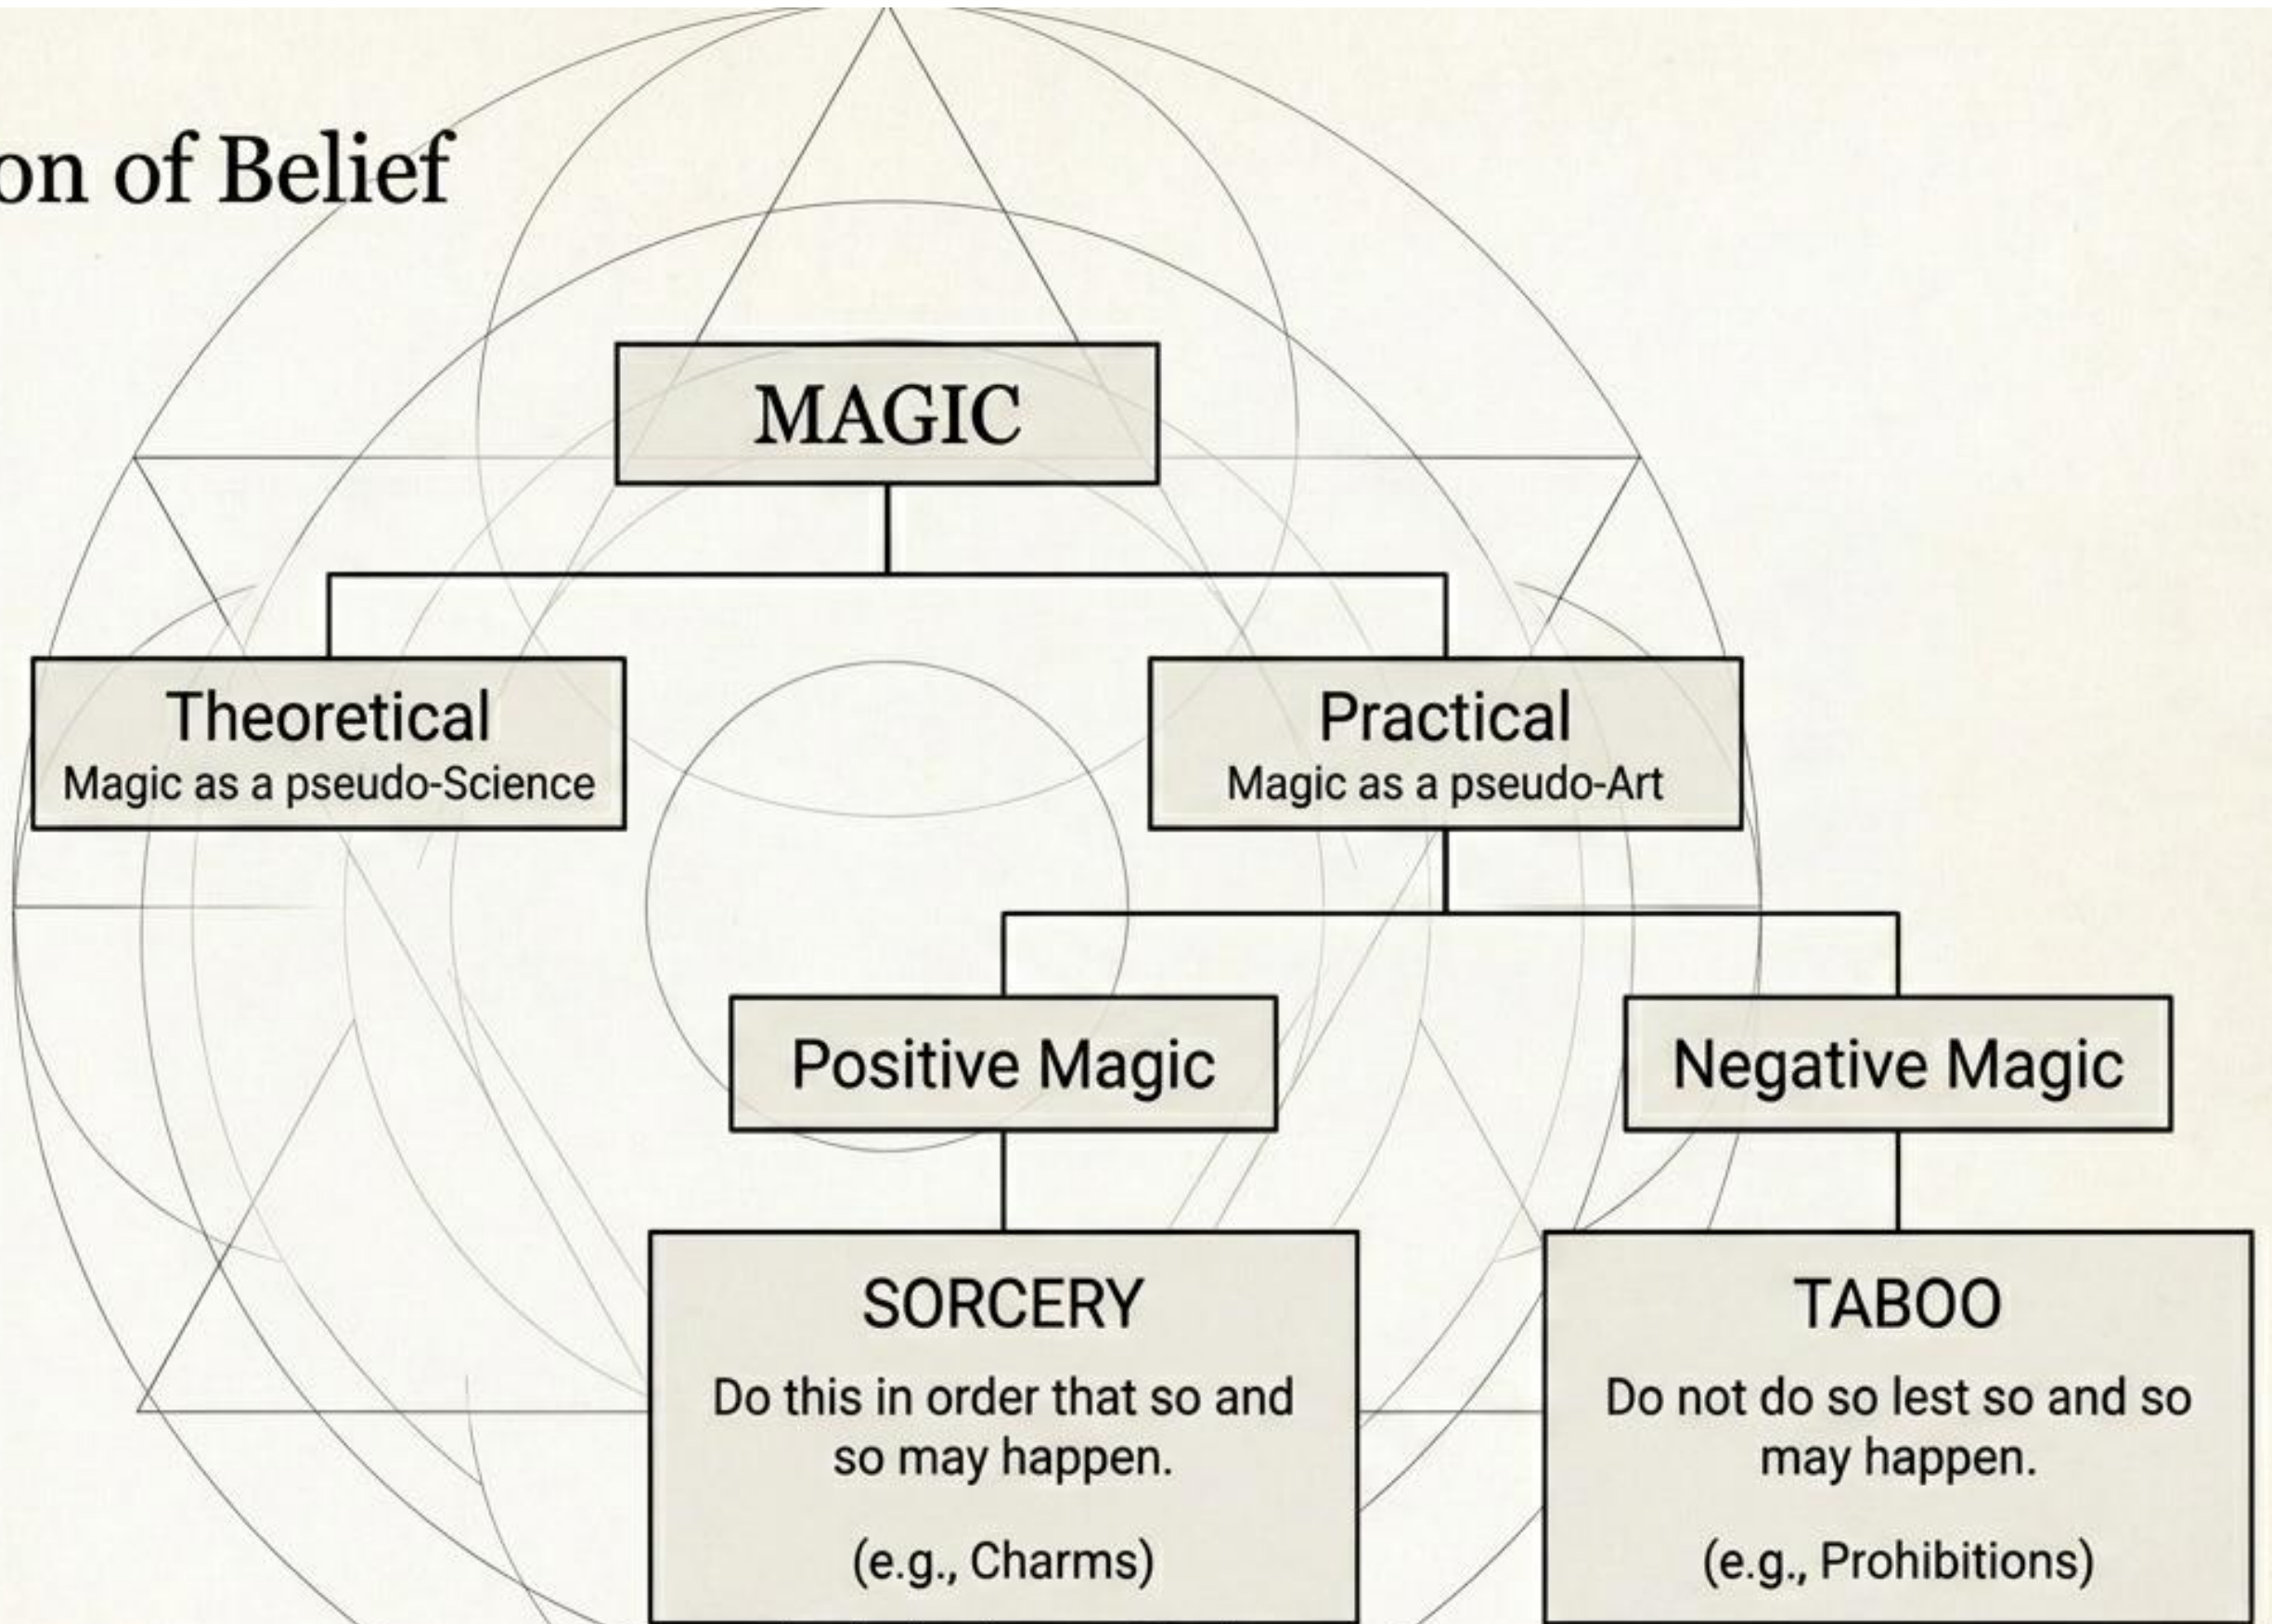 on of Belief
MAGIC
Theoretical
Magic as a pseudo-Science
Practical
Magic as a pseudo-Art
Positive Magic
Negative Magic
SORCERY
Do this in order that so and
so may happen.
(e.g., Charms)
TABOO
Do not do so lest so and so
may happen.
(e.g., Prohibitions)